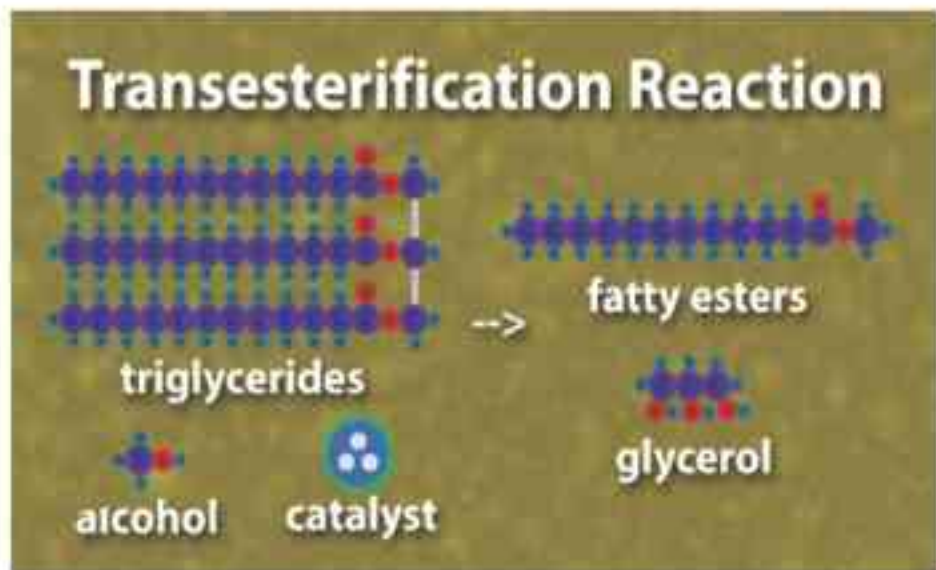 Transesterification Reaction
triglycerides
alcohol
catalyst
-->
fatty esters
glycerol